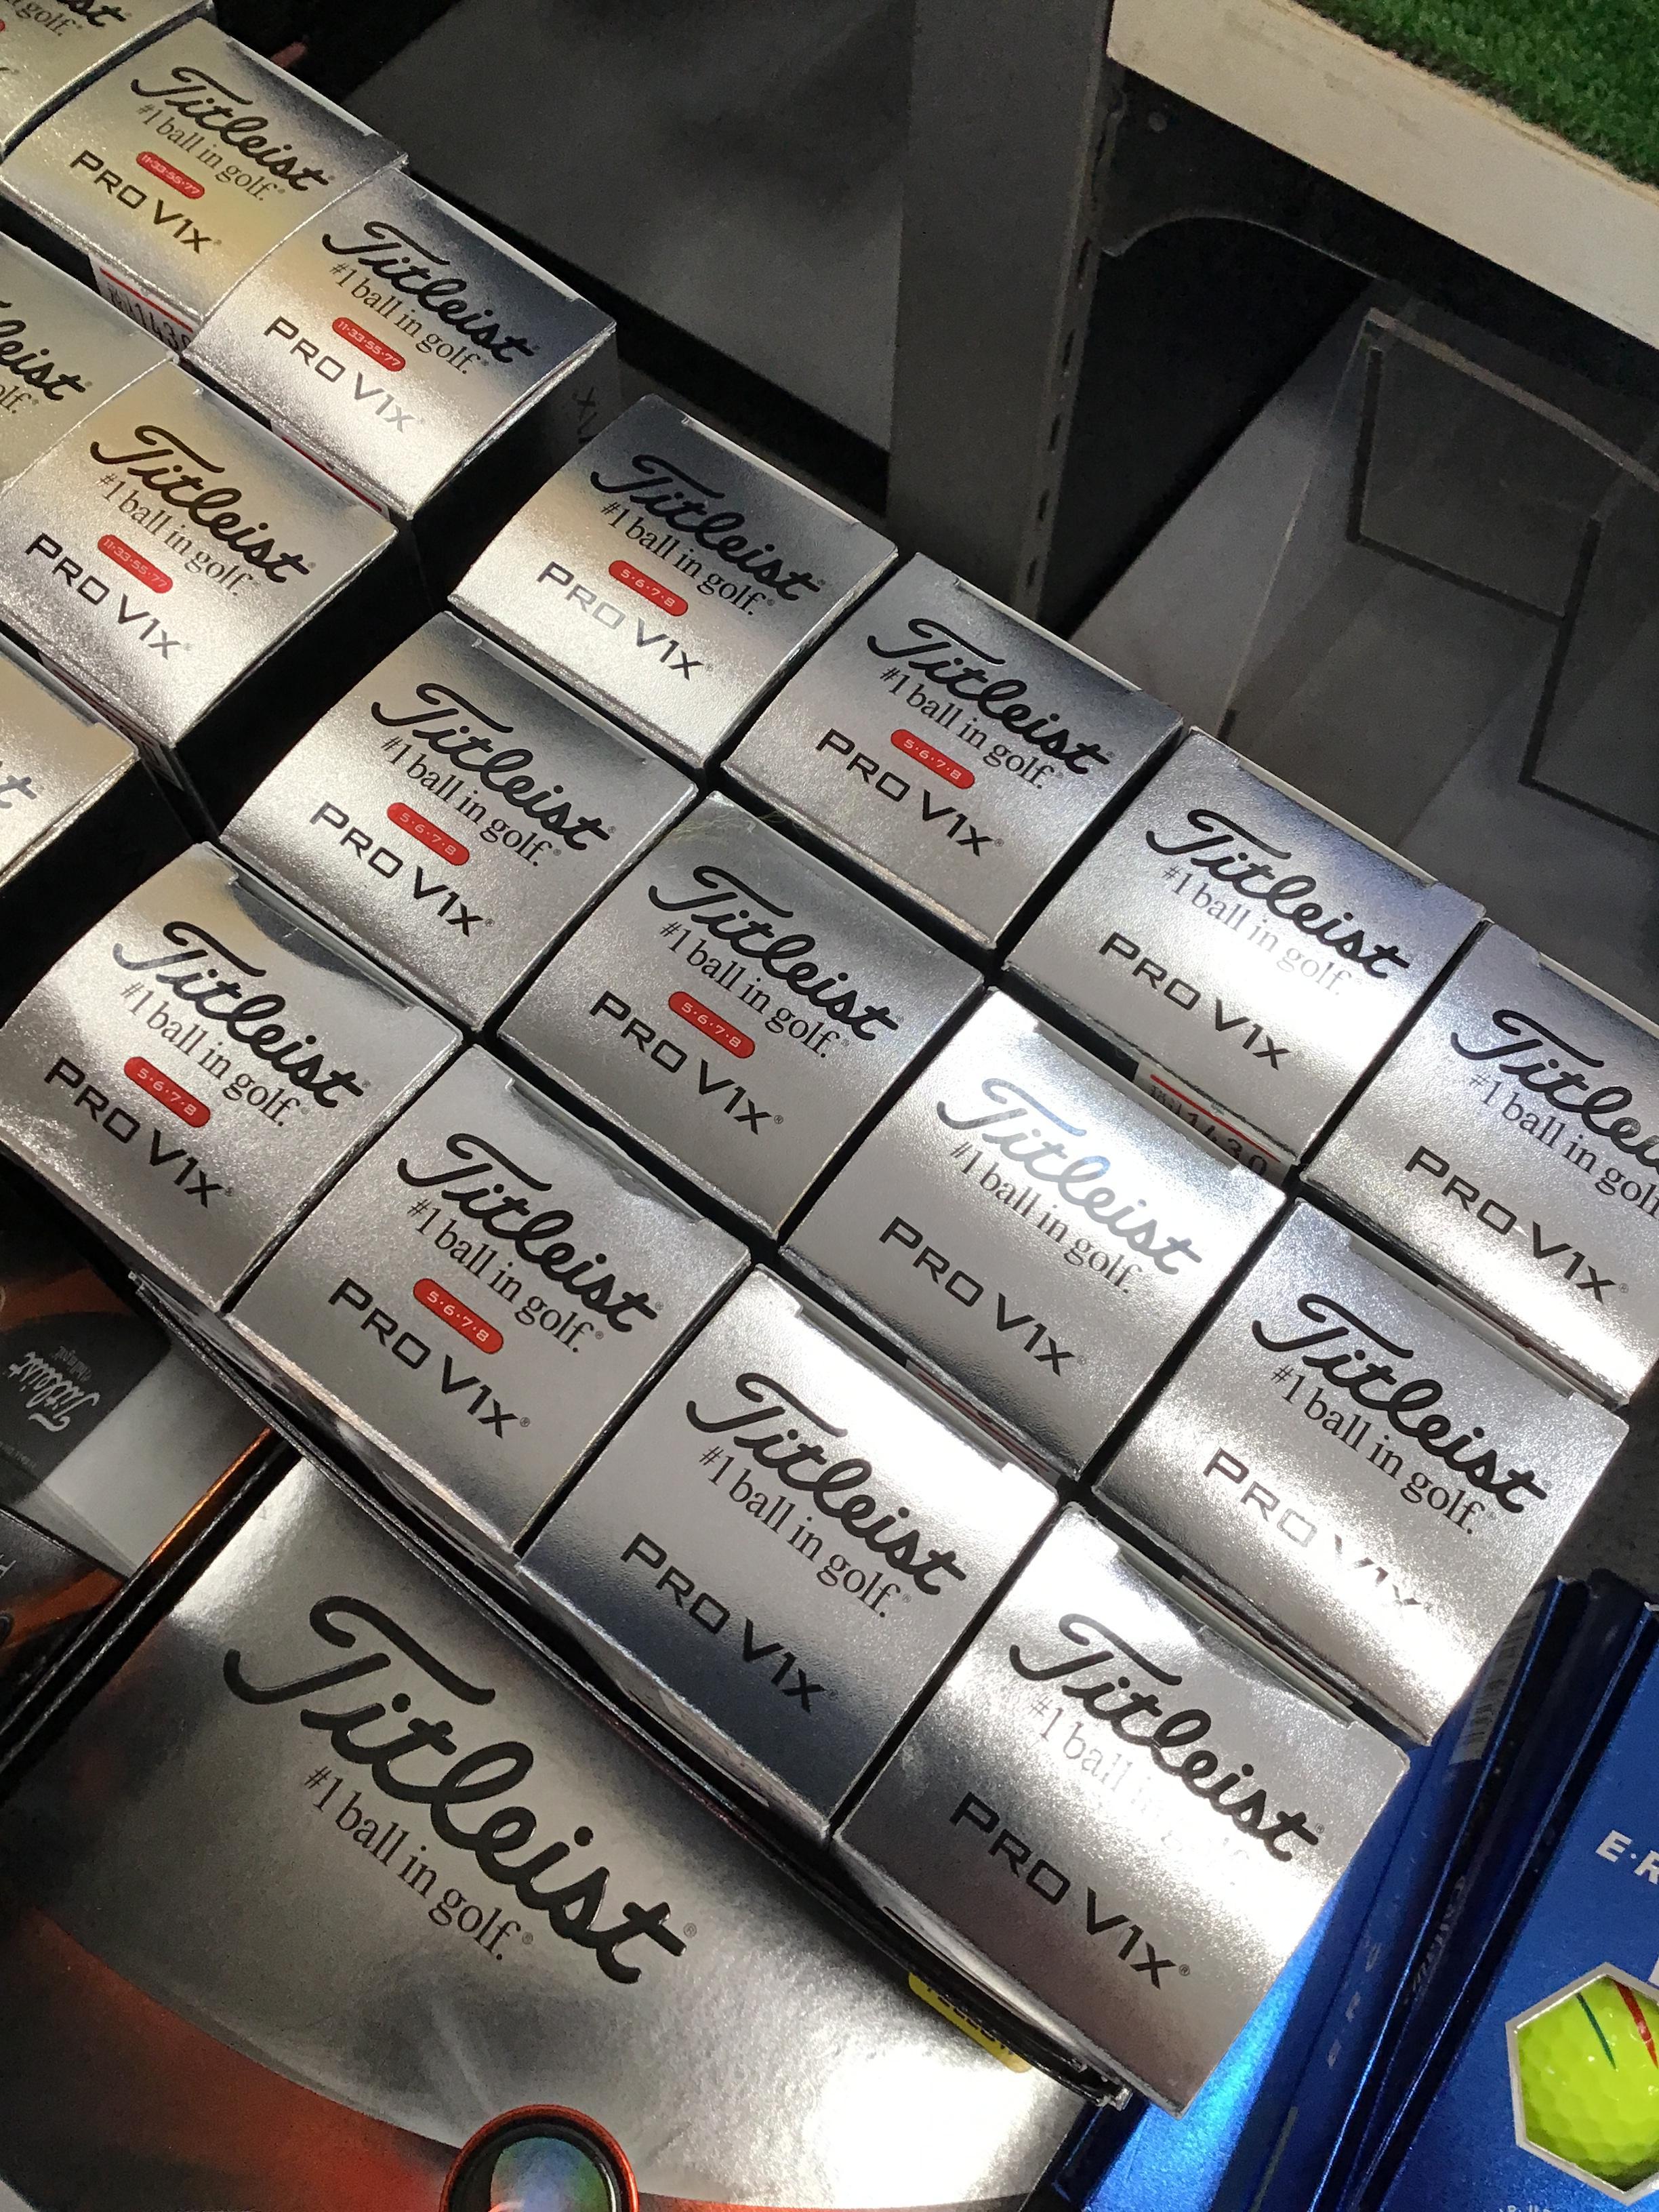 golf.
Titleist
#1 ball in golf.
11·33·55·77
PRO V1x
1430
Titleist
#1 ball in golf.
11·33·55·77
PRO V1x
Titleist
#1 ball in golf.
11·33·55·77
PRO V1x
Titleist
#1 ball in golf.
5·6·7·8
PRO V1x
Titleist
#1 ball in golf.
5·6·7·8
PRO V1x
Titleist
#1 ball in golf.
PRO V1x
1430
Titleist
#1 ball in golf.
PRO V1x
Titleist
#1 ball in golf.
5·6·7·8
PRO V1x
Titleist
#1 ball in golf.
5·6·7·8
PRO V1x
Titleist
#1 ball in golf.
PRO V1x
Titleist
#1 ball in golf.
PRO V1x
Titleist
#1 ball in golf.
5·6·7·8
PRO V1x
Titleist
#1 ball in golf.
5·6·7·8
PRO V1x
Titleist
#1 ball in golf.
PRO V1x
Titleist
#1 ball
PRO V1x
Titleist
Titleist
#1 ball in golf.
E·R